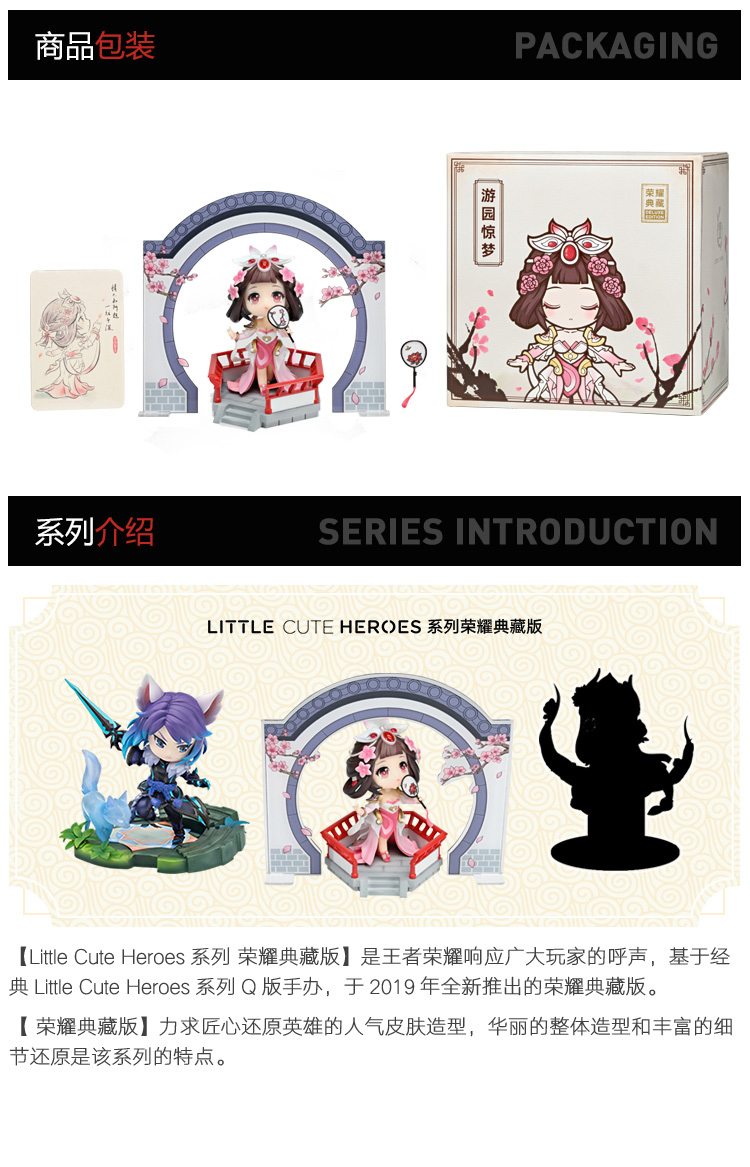 商品包装 PACKAGING
游园惊梦
荣耀典藏
DELUXE EDITION
系列介绍 SERIES INTRODUCTION
LITTLE CUTE HEROES 系列荣耀典藏版
【Little Cute Heroes 系列 荣耀典藏版】是王者荣耀响应广大玩家的呼声，基于经
典 Little Cute Heroes 系列 Q 版手办，于 2019 年全新推出的荣耀典藏版。
【 荣耀典藏版】力求匠心还原英雄的人气皮肤造型，华丽的整体造型和丰富的细
节还原是该系列的特点。